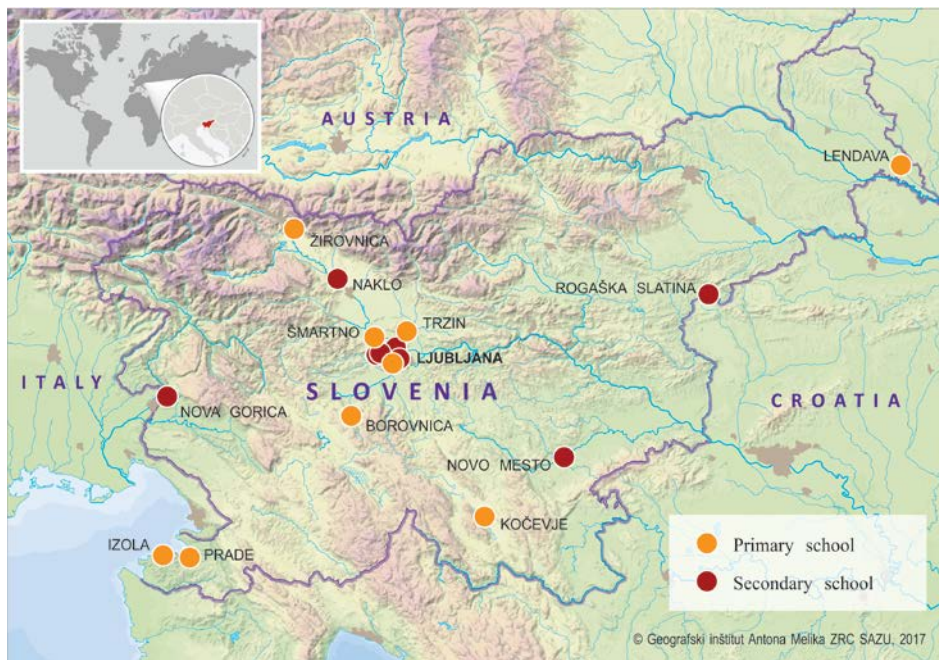 AUSTRIA
LENDAVA
ŽIROVNICA
NAKLO
ROGAŠKA SLATINA
ŠMARTNO
TRZIN
LJUBLJANA
ITALY
SLOVENIA
CROATIA
NOVA GORICA
BOROVNICA
NOVO MESTO
KOČEVJE
IZOLA
PRADE
Primary school
Secondary school
© Geografski inštitut Antona Melika ZRC SAZU, 2017